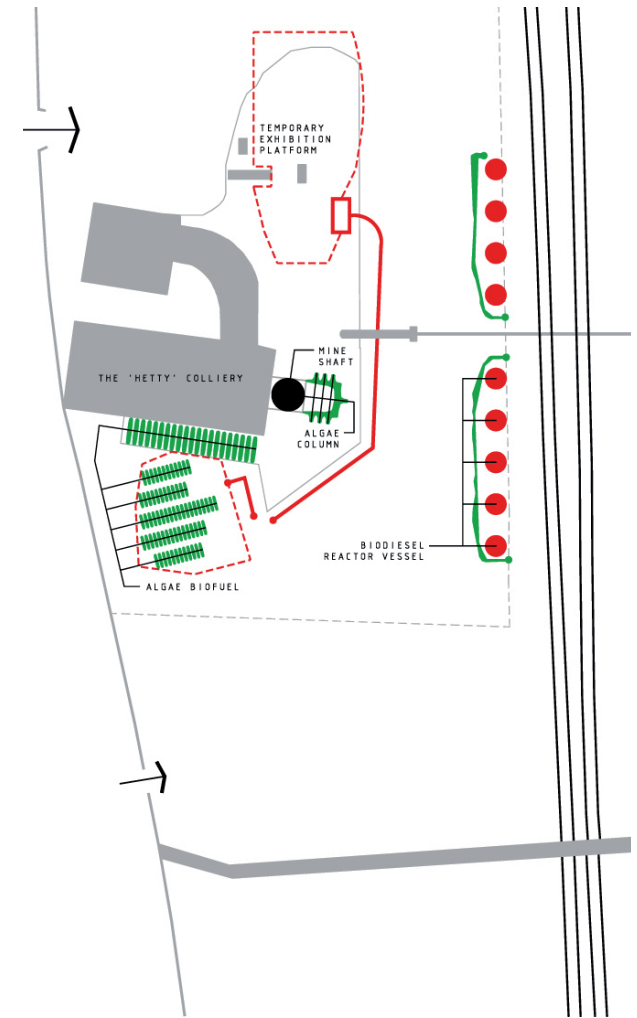 TEMPORARY
EXHIBITION
PLATFORM
MINE
SHAFT
THE 'HETTY' COLLIERY
ALGAE
COLUMN
BIODIESEL
REACTOR VESSEL
ALGAE BIOFUEL